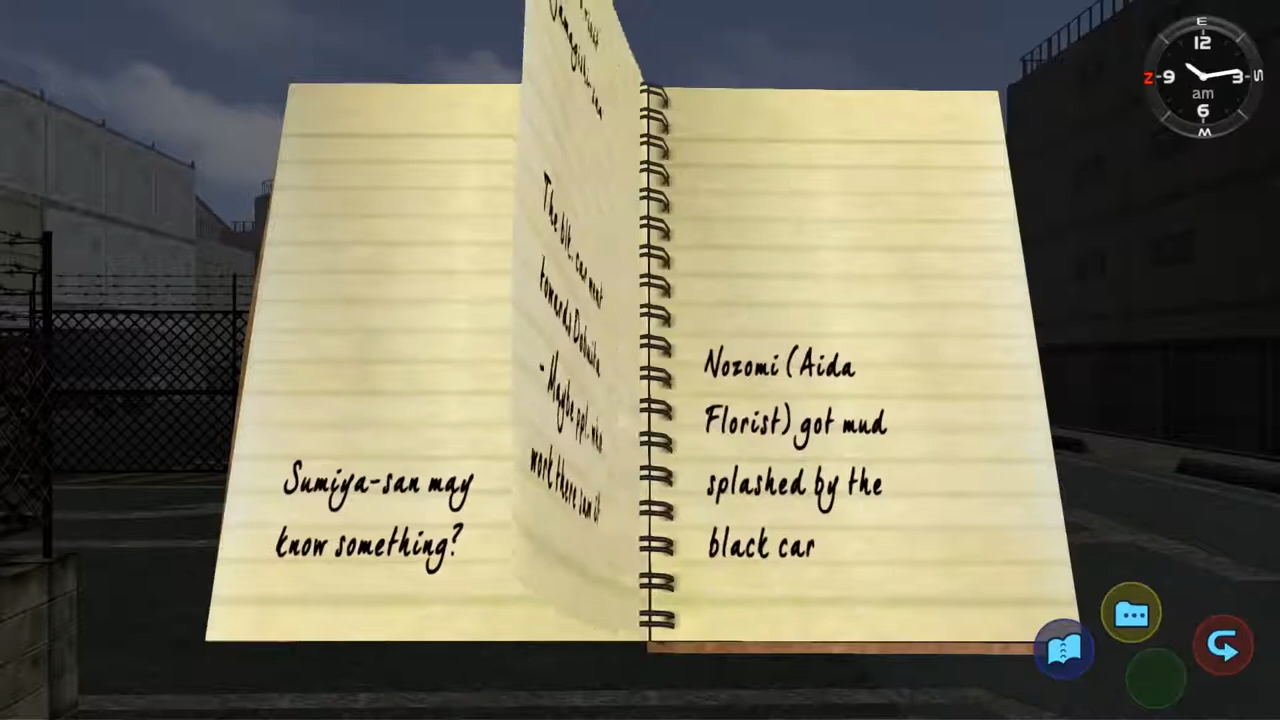 Sumiya-san may
know something?
The blk. car went
towards Dobuita
- Maybe ppl. who
work there saw it
Nozomi (Aida
Florist) got mud
splashed by the
black car
E
12
Z
9
3
S
am
6
W